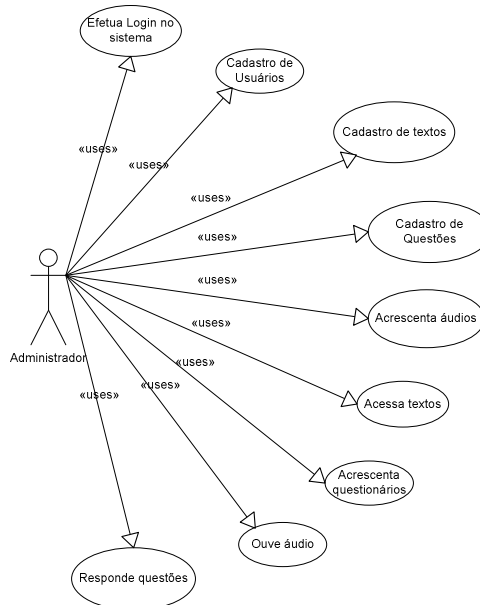 Efetua Login no
sistema
Cadastro de
Usuários
Cadastro de textos
Cadastro de
Questões
Acrescenta áudios
Acessa textos
Acrescenta
questionários
Ouve áudio
Responde questões
Administrador
«uses»
«uses»
«uses»
«uses»
«uses»
«uses»
«uses»
«uses»
«uses»